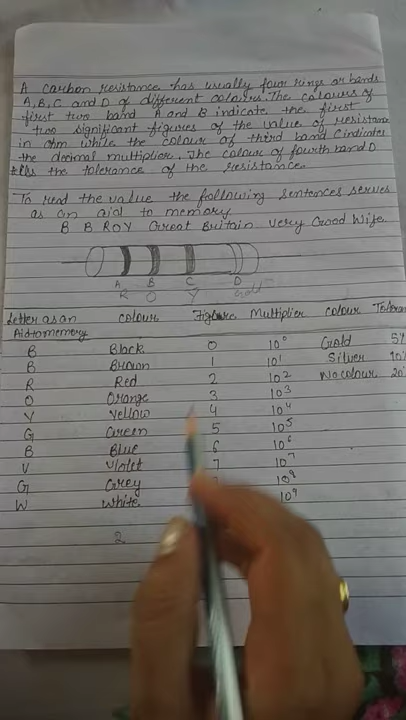 A carbon resistance has usually four rings or bands
A, B, C and D of different colours. The colours of
first two band A and B indicate the first
two significant figures of the value of resistance
in ohm while the colour of third band C indicates
the decimal multiplier. The colour of fourth band D
tells the tolerance of the resistance.
To read the value the following sentences serves
as an aid to memory.
B B ROY Great Britain Very Good Wife.
A B C D
R O Y Gold
Letter as an colour Figure Multiplier colour Toleran
Aid to memory
B Black 0 10⁰ Gold 5%
B Brown 1 10¹ Silver 10%
R Red 2 10² No colour 20
O Orange 3 10³
Y Yellow 4 10⁴
G Green 5 10⁵
B Blue 6 10⁶
V Violet 7 10⁷
G Grey 10⁸
W White 10⁹
2